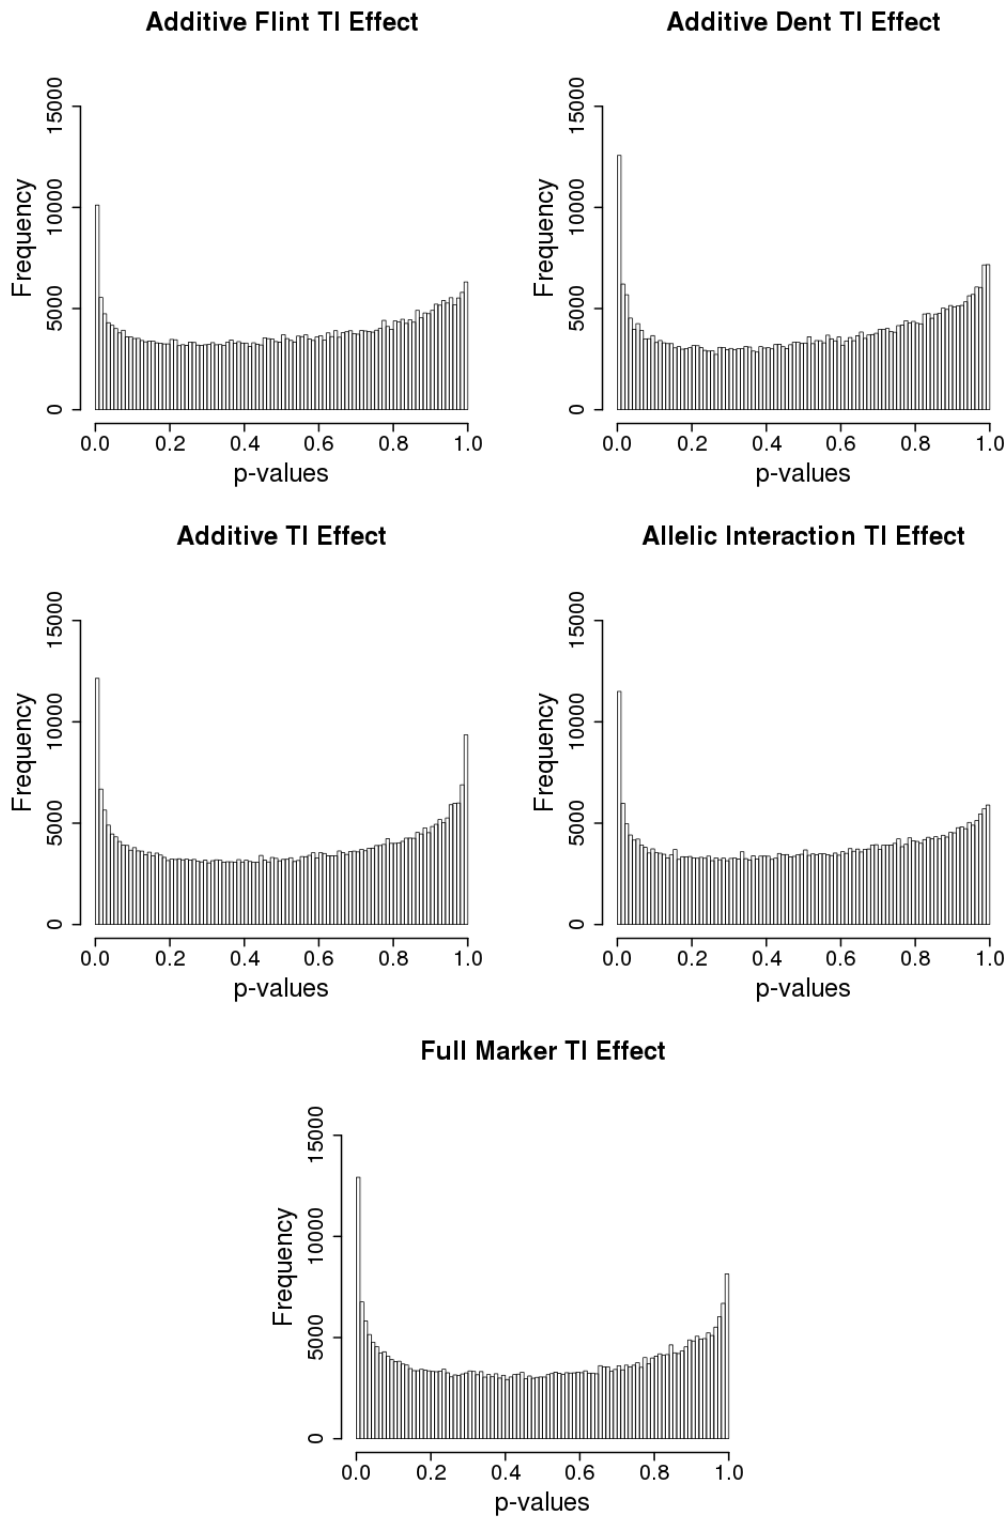 Additive Flint TI Effect
Frequency
15000
10000
5000
0
0.0 0.2 0.4 0.6 0.8 1.0
p-values
Additive Dent TI Effect
Frequency
15000
10000
5000
0
0.0 0.2 0.4 0.6 0.8 1.0
p-values
Additive TI Effect
Frequency
15000
10000
5000
0
0.0 0.2 0.4 0.6 0.8 1.0
p-values
Allelic Interaction TI Effect
Frequency
15000
10000
5000
0
0.0 0.2 0.4 0.6 0.8 1.0
p-values
Full Marker TI Effect
Frequency
15000
10000
5000
0
0.0 0.2 0.4 0.6 0.8 1.0
p-values